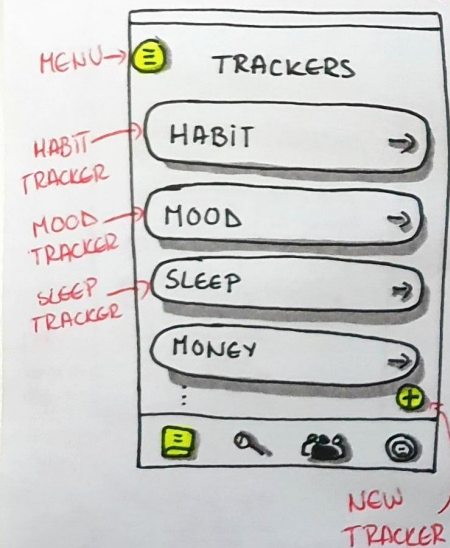 MENU
TRACKERS
HABIT
TRACKER
HABIT
MOOD
TRACKER
MOOD
SLEEP
TRACKER
SLEEP
MONEY
NEW
TRACKER